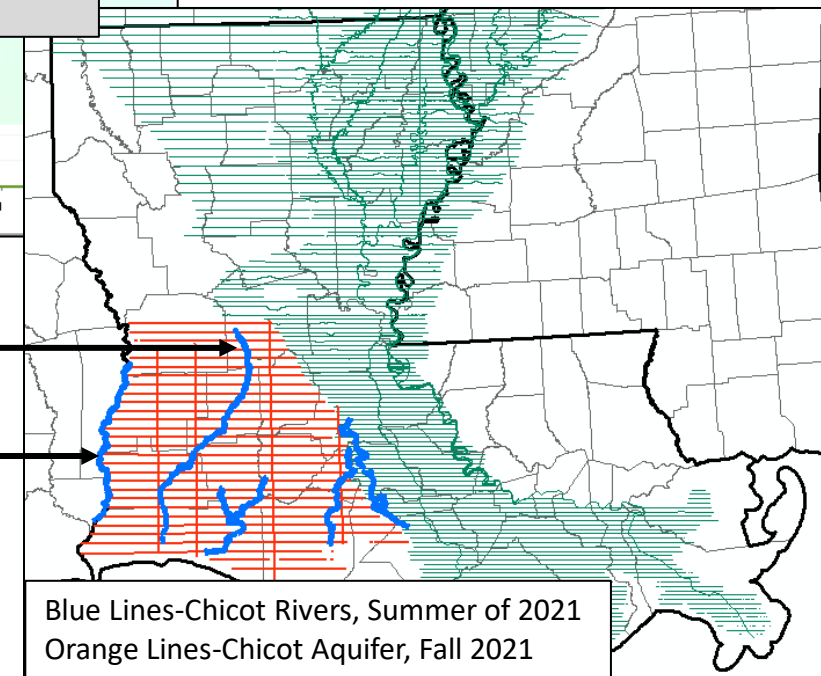 Blue Lines-Chicot Rivers, Summer of 2021
Orange Lines-Chicot Aquifer, Fall 2021